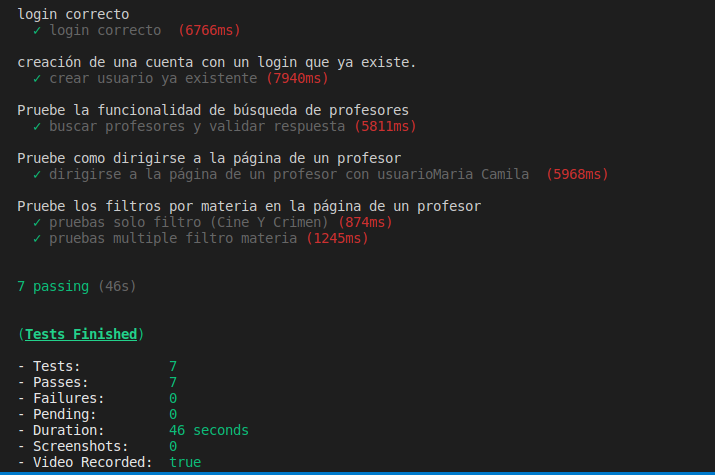 login correcto
✓ login correcto (6766ms)
creación de una cuenta con un login que ya existe.
✓ crear usuario ya existente (7940ms)
Pruebe la funcionalidad de búsqueda de profesores
✓ buscar profesores y validar respuesta (5811ms)
Pruebe como dirigirse a la página de un profesor
✓ dirigirse a la página de un profesor con usuarioMaria Camila (5968ms)
Pruebe los filtros por materia en la página de un profesor
✓ pruebas solo filtro (Cine Y Crimen) (874ms)
✓ pruebas multiple filtro materia (1245ms)
7 passing (46s)
(Tests Finished)
- Tests: 7
- Passes: 7
- Failures: 0
- Pending: 0
- Duration: 46 seconds
- Screenshots: 0
- Video Recorded: true